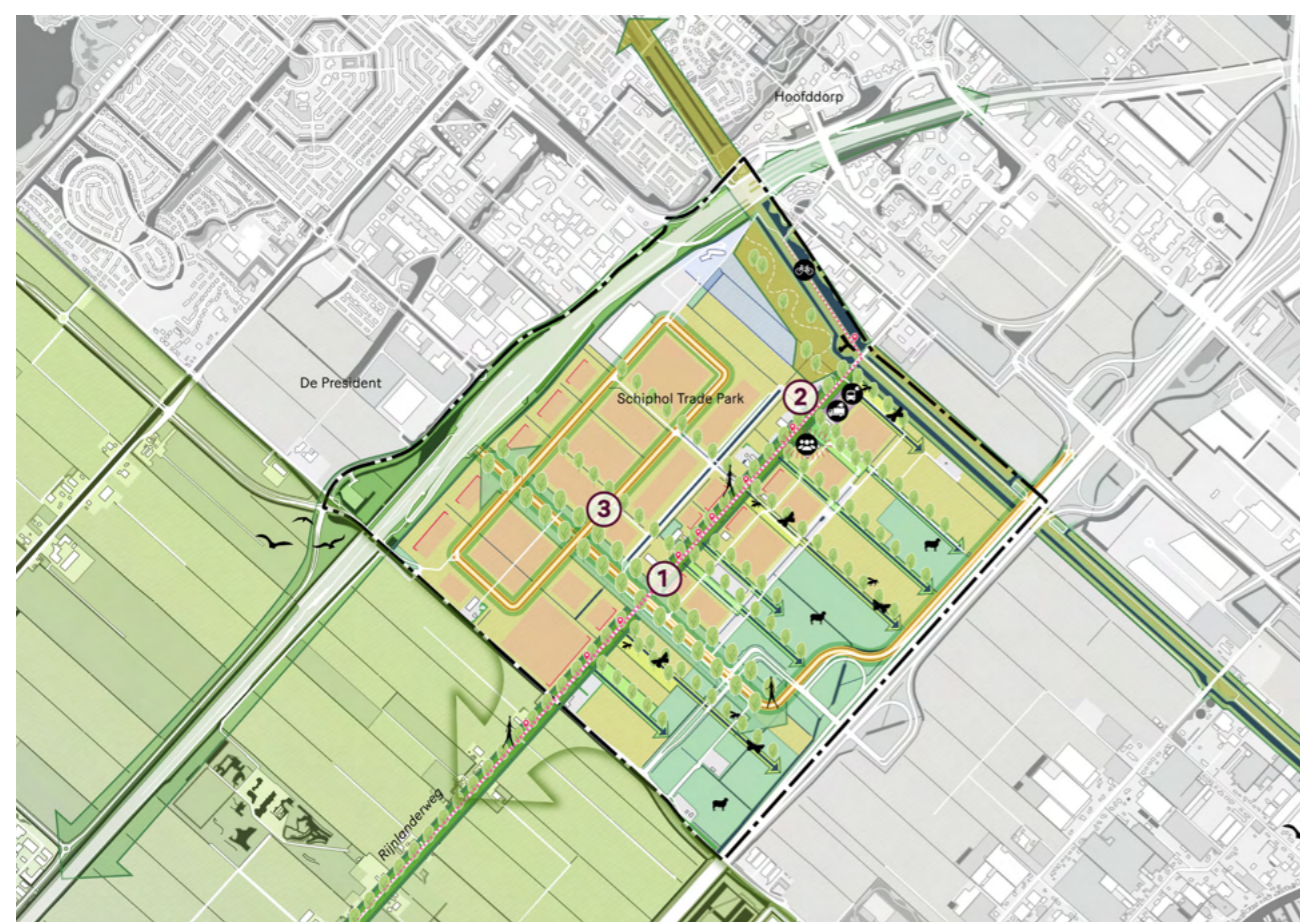 Hoofddorp
De President
Schiphol Trade Park
2
3
1
Rijnlanderweg